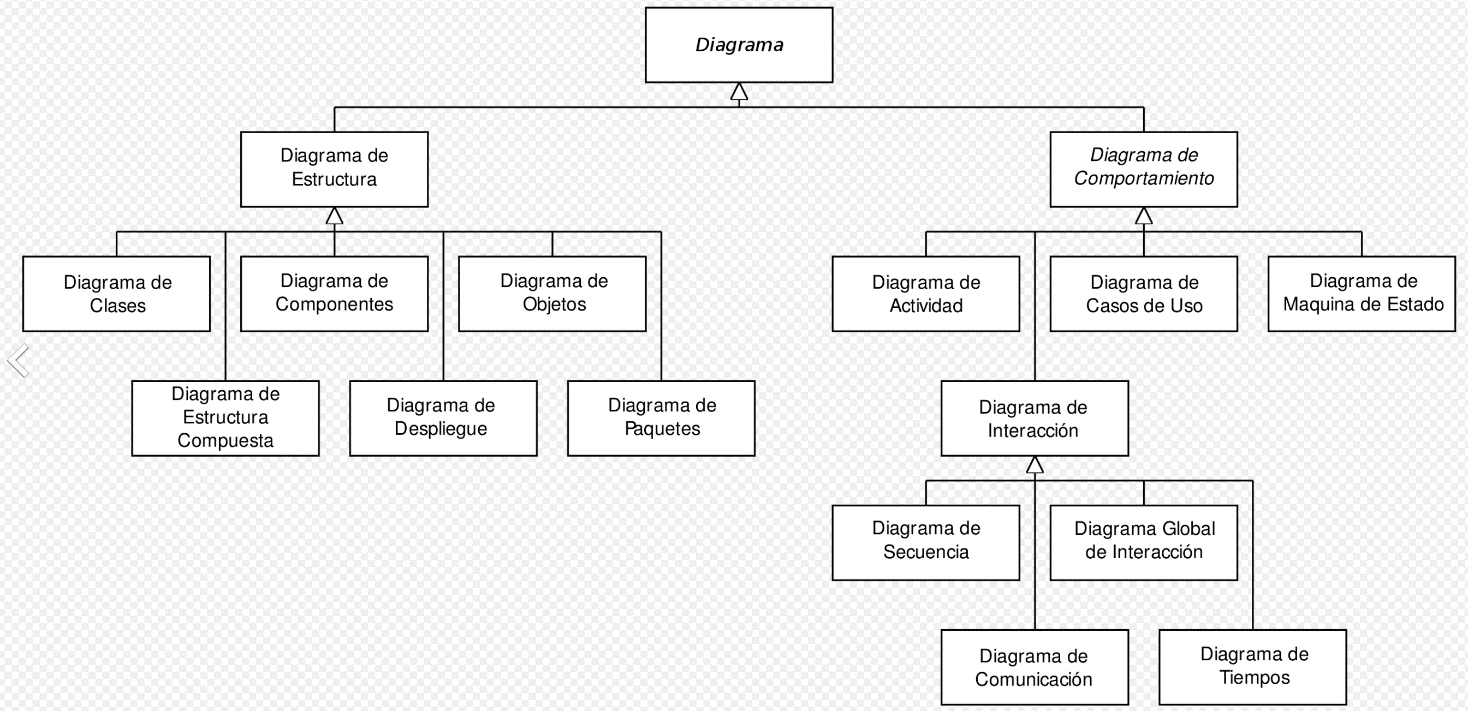 Diagrama
Diagrama de
Estructura
Diagrama de
Comportamiento
Diagrama de
Clases
Diagrama de
Componentes
Diagrama de
Objetos
Diagrama de
Actividad
Diagrama de
Casos de Uso
Diagrama de
Maquina de Estado
Diagrama de
Estructura
Compuesta
Diagrama de
Despliegue
Diagrama de
Paquetes
Diagrama de
Interacción
Diagrama de
Secuencia
Diagrama Global
de Interacción
Diagrama de
Comunicación
Diagrama de
Tiempos